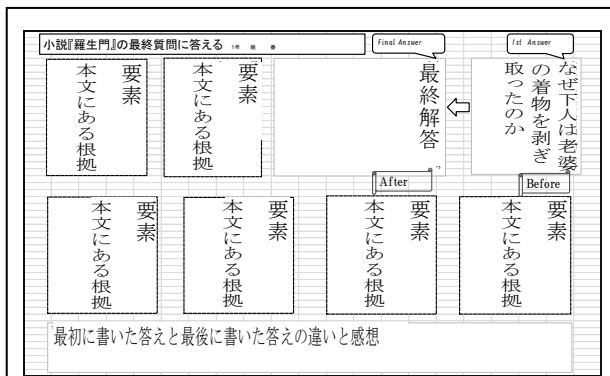 小説『羅生門』の最終質問に答える 1年 組 番
Final Answer
1st Answer
なぜ下人は老婆
の着物を剥ぎ
取ったのか
最終解答
要素
本文にある根拠
要素
本文にある根拠
After
Before
要素
本文にある根拠
要素
本文にある根拠
要素
本文にある根拠
要素
本文にある根拠
最初に書いた答えと最後に書いた答えの違いと感想